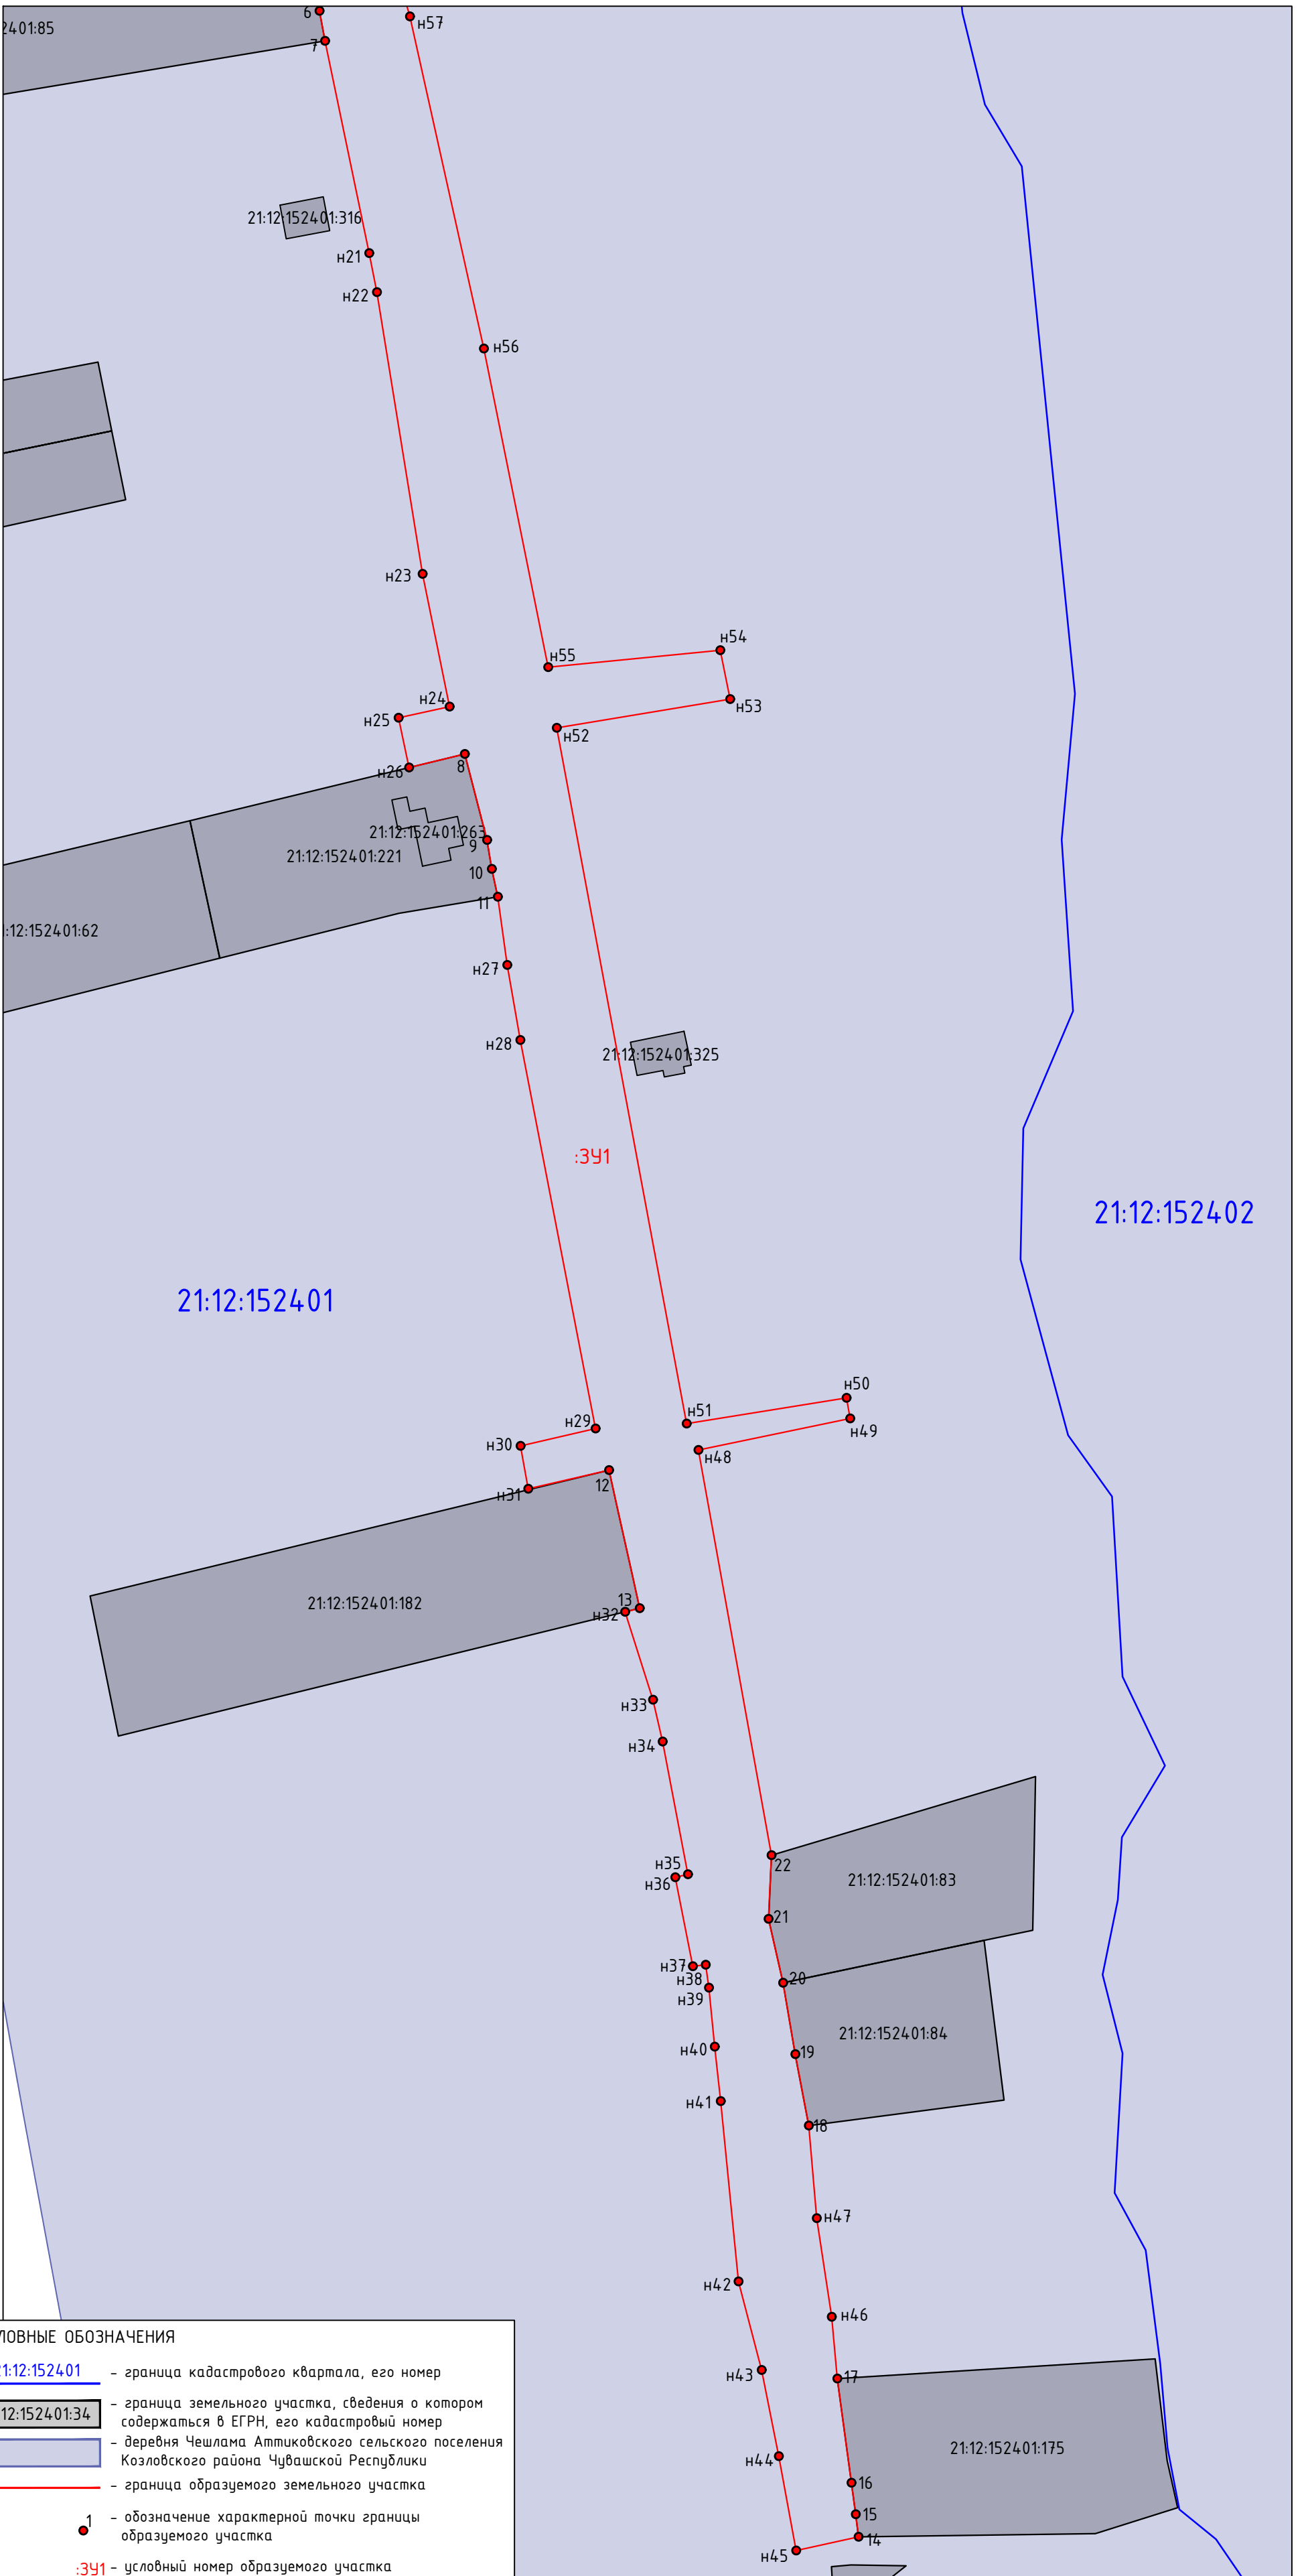 6
н57
2401:85
7
21:12:152401:316
н21
н22
н56
н23
н54
н55
н24
н53
н25
н52
8
н26
21:12:152401:263
9
21:12:152401:221
10
11
:12:152401:62
н27
н28
21:12:152401:325
:ЗУ1
21:12:152402
21:12:152401
н50
н51
н29
н49
н30
н48
12
н31
13
21:12:152401:182
н32
н33
н34
н35
22
21:12:152401:83
н36
21
н37
н38
20
н39
21:12:152401:84
н40
19
н41
18
н47
н42
н46
н43
17
21:12:152401:175
н44
16
15
14
н45
ЛОВНЫЕ ОБОЗНАЧЕНИЯ
21:12:152401 – граница кадастрового квартала, его номер
12:152401:34 – граница земельного участка, сведения о котором
содержаться в ЕГРН, его кадастровый номер
– деревня Чешлама Аттиковского сельского поселения
Козловского района Чувашской Республики
– граница образуемого земельного участка
1 – обозначение характерной точки границы
образуемого участка
:ЗУ1 – условный номер образуемого участка